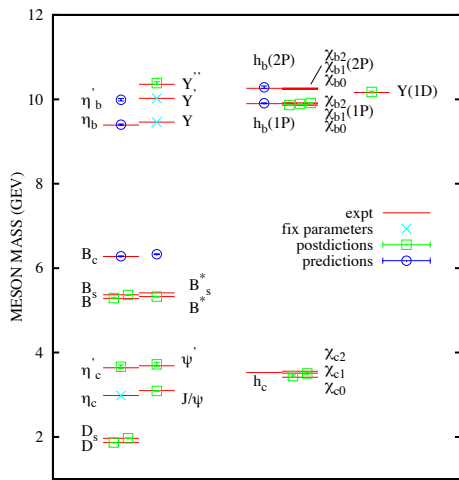 12
10
8
6
4
2
MESON MASS (GEV)
Υ''
Υ'
Υ
η'b
ηb
hb(2P)
hb(1P)
χb2
χb1(2P)
χb0
χb2
χb1(1P)
χb0
Υ(1D)
expt
fix parameters
postdictions
predictions
Bc
Bs
B
B*s
B*
η'c
ηc
ψ'
J/ψ
hc
χc2
χc1
χc0
Ds
D